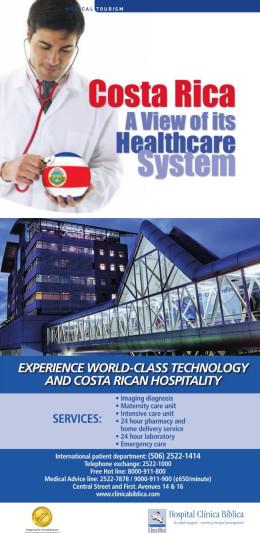 TOURISM
Costa Rica
A View of its
Healthcare
System
EXPERIENCE WORLD-CLASS TECHNOLOGY
AND COSTA RICAN HOSPITALITY
SERVICES:
• Imaging diagnosis
• Maternity care unit
• Intensive care unit
• 24 hour pharmacy and
home delivery service
• 24 hour laboratory
• Emergency care
International patient department: (506) 2522-1414
Telephone exchange: 2522-1000
Free Hot line: 8000-911-800
Medical Advice line: 2522-7878 / 9000-911-900 (¢650/minute)
Central Street and First. Avenues 14 & 16
www.clinicabiblica.com
Hospital Clínica Bíblica